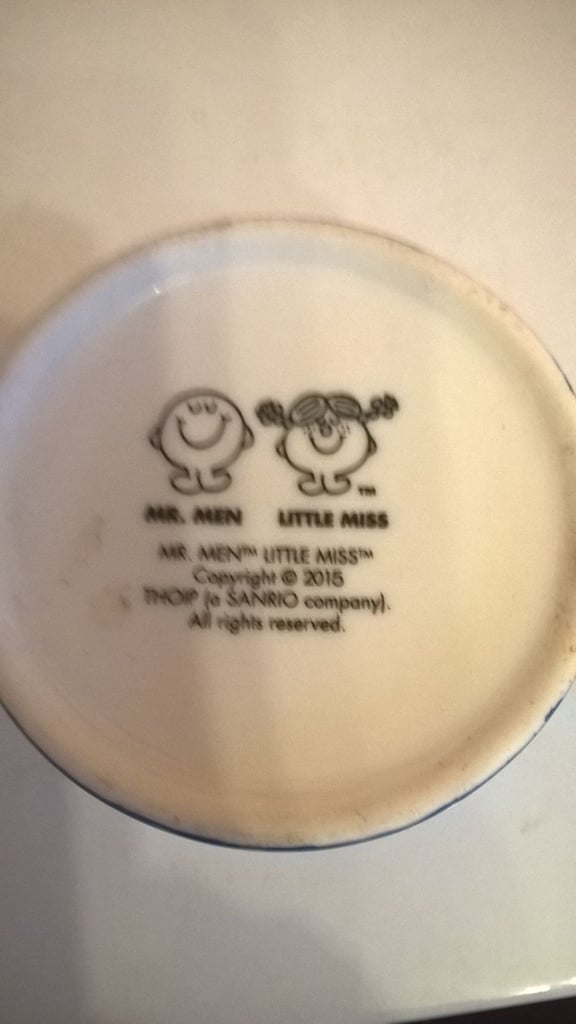 TM
MR. MEN LITTLE MISS
MR. MEN™ LITTLE MISS™
Copyright © 2015
THOIP (a SANRIO company).
All rights reserved.